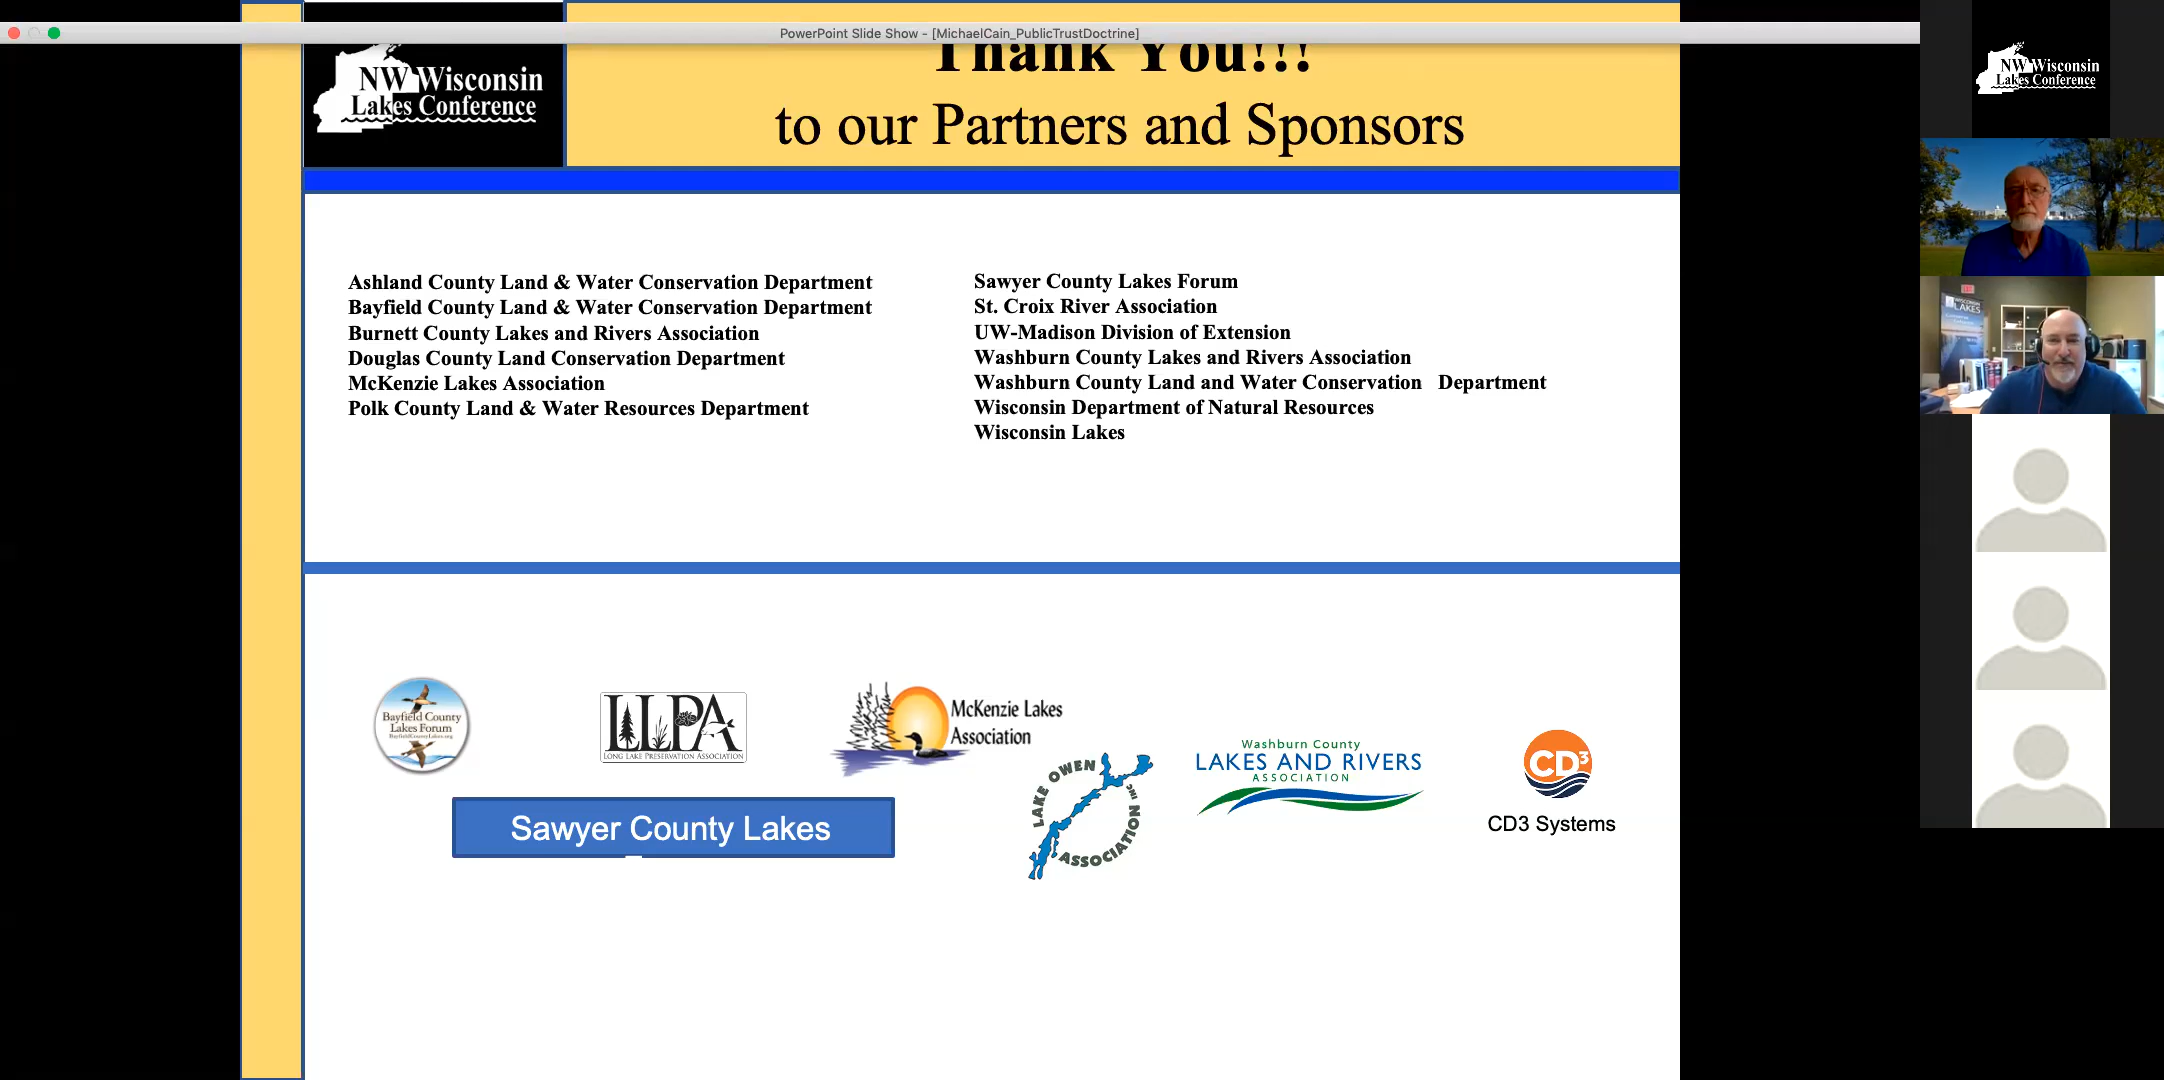 PowerPoint Slide Show - [MichaelCain_PublicTrustDoctrine]
NW Wisconsin
Lakes Conference
Thank You!!!
to our Partners and Sponsors
Ashland County Land & Water Conservation Department
Bayfield County Land & Water Conservation Department
Burnett County Lakes and Rivers Association
Douglas County Land Conservation Department
McKenzie Lakes Association
Polk County Land & Water Resources Department
Sawyer County Lakes Forum
St. Croix River Association
UW-Madison Division of Extension
Washburn County Lakes and Rivers Association
Washburn County Land and Water Conservation Department
Wisconsin Department of Natural Resources
Wisconsin Lakes
Bayfield County
Lakes Forum
BayfieldCountyLakes.org
LLPA
LONG LAKE PRESERVATION ASSOCIATION
McKenzie Lakes
Association
LAKE OWEN
ASSOCIATION
INC
Washburn County
LAKES AND RIVERS
ASSOCIATION
CD3
CD3 Systems
Sawyer County Lakes
NW Wisconsin
Lakes Conference
WISCONSIN
LAKES